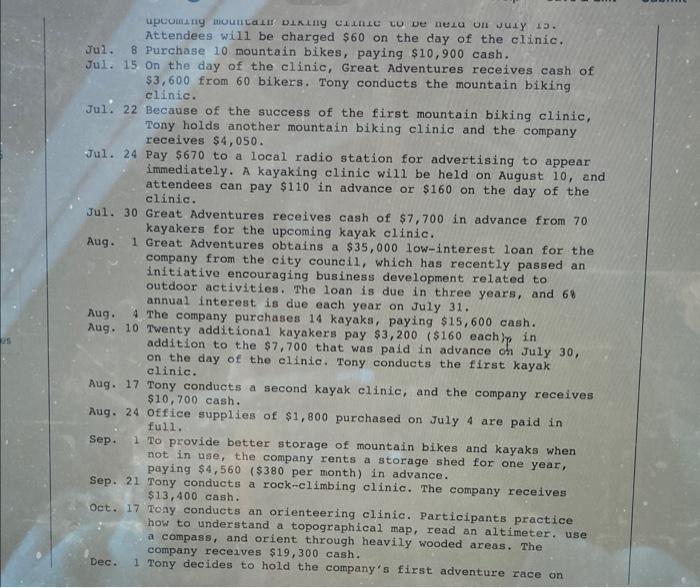 upcoming mountain biking clinic to be held on July 15.
Attendees will be charged $60 on the day of the clinic.
Jul. 8 Purchase 10 mountain bikes, paying $10,900 cash.
Jul. 15 On the day of the clinic, Great Adventures receives cash of
$3,600 from 60 bikers. Tony conducts the mountain biking
clinic.
Jul. 22 Because of the success of the first mountain biking clinic,
Tony holds another mountain biking clinic and the company
receives $4,050.
Jul. 24 Pay $670 to a local radio station for advertising to appear
immediately. A kayaking clinic will be held on August 10, and
attendees can pay $110 in advance or $160 on the day of the
clinic.
Jul. 30 Great Adventures receives cash of $7,700 in advance from 70
kayakers for the upcoming kayak clinic.
Aug. 1 Great Adventures obtains a $35,000 low-interest loan for the
company from the city council, which has recently passed an
initiative encouraging business development related to
outdoor activities. The loan is due in three years, and 6%
annual interest is due each year on July 31.
Aug. 4 The company purchases 14 kayaks, paying $15,600 cash.
Aug. 10 Twenty additional kayakers pay $3,200 ($160 each) in
addition to the $7,700 that was paid in advance on July 30,
on the day of the clinic. Tony conducts the first kayak
clinic.
Aug. 17 Tony conducts a second kayak clinic, and the company receives
$10,700 cash.
Aug. 24 Office supplies of $1,800 purchased on July 4 are paid in
full.
Sep. 1 To provide better storage of mountain bikes and kayaks when
not in use, the company rents a storage shed for one year,
paying $4,560 ($380 per month) in advance.
Sep. 21 Tony conducts a rock-climbing clinic. The company receives
$13,400 cash.
Oct. 17 Tony conducts an orienteering clinic. Participants practice
how to understand a topographical map, read an altimeter, use
a compass, and orient through heavily wooded areas. The
company receives $19,300 cash.
Dec. 1 Tony decides to hold the company's first adventure race on